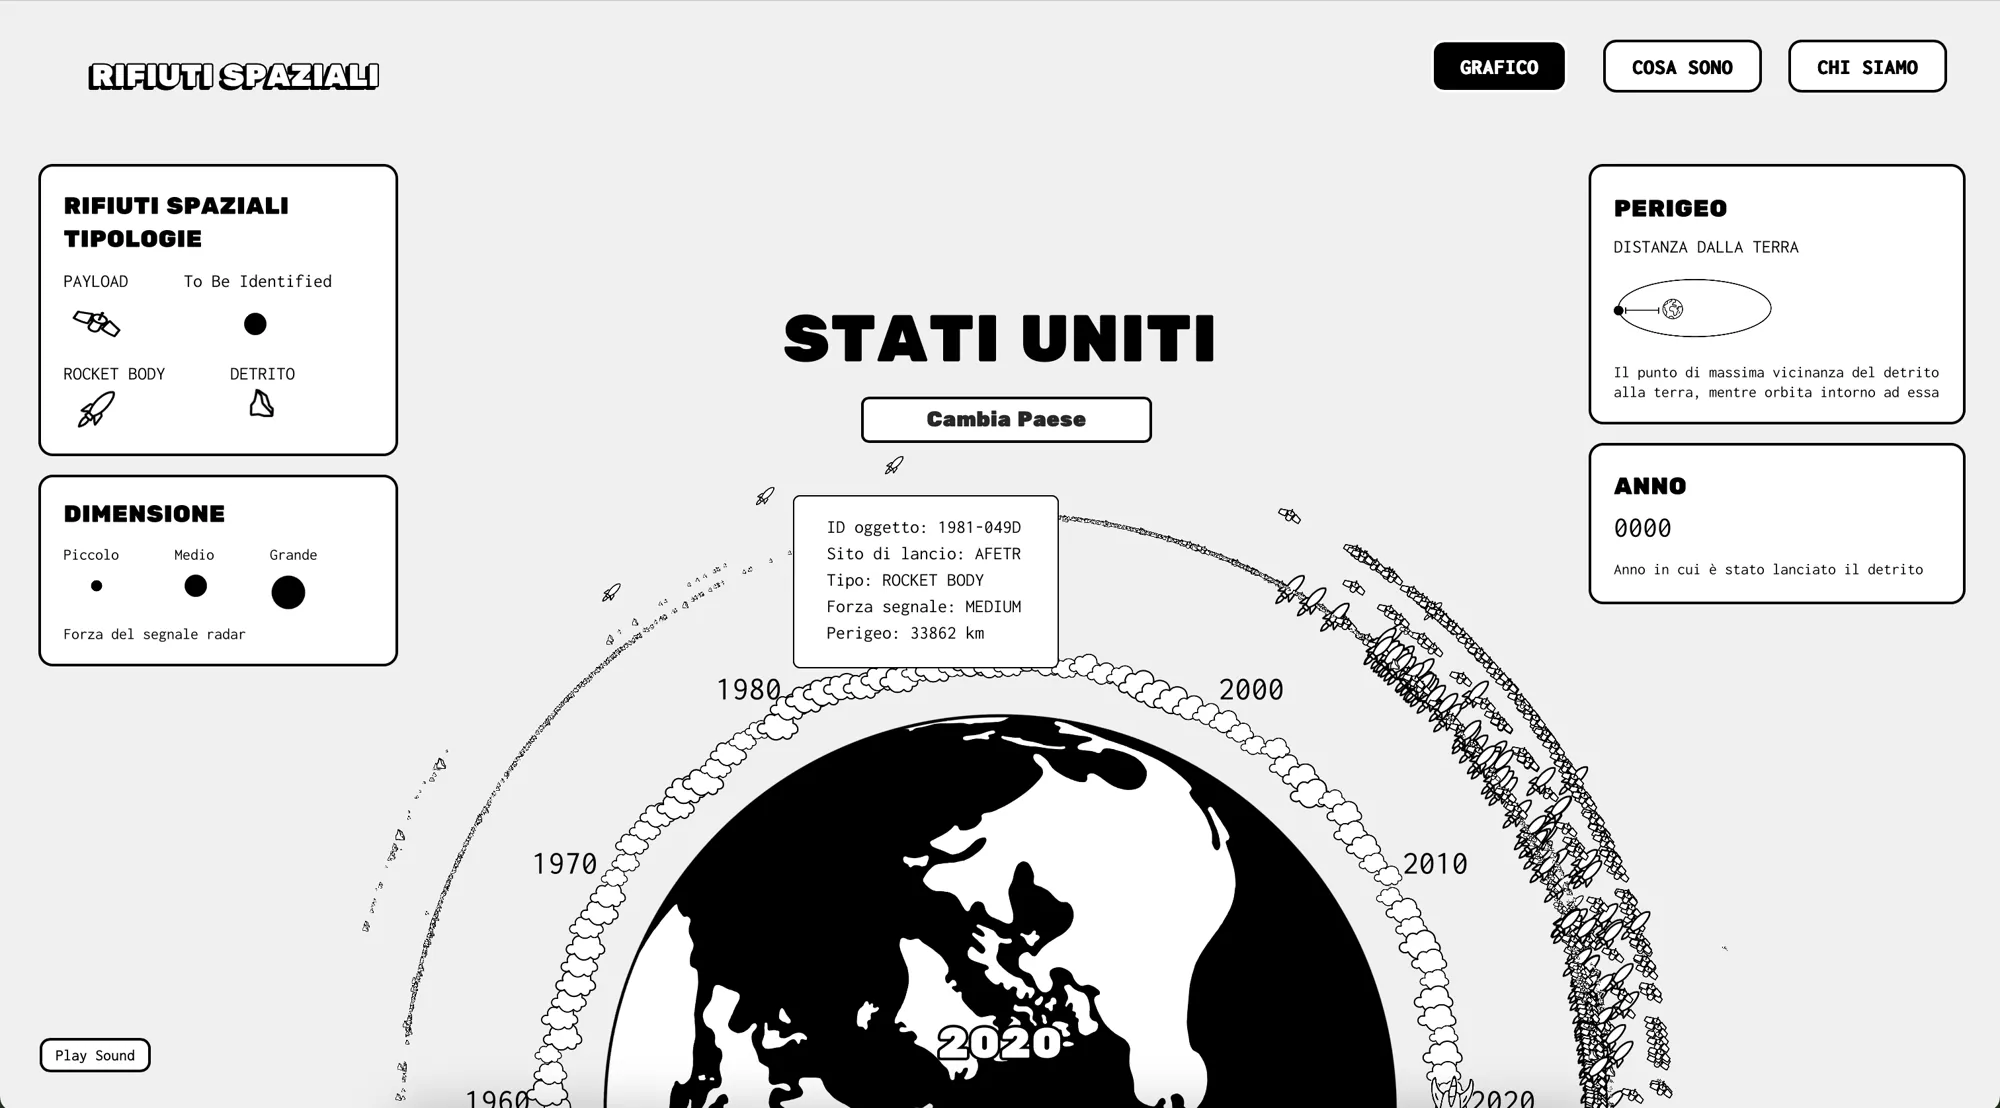 RIFIUTI SPAZIALI
GRAFICO
COSA SONO
CHI SIAMO
RIFIUTI SPAZIALI
TIPOLOGIE
PAYLOAD
To Be Identified
ROCKET BODY
DETRITO
DIMENSIONE
Piccolo
Medio
Grande
Forza del segnale radar
STATI UNITI
Cambia Paese
ID oggetto: 1981-049D
Sito di lancio: AFETR
Tipo: ROCKET BODY
Forza segnale: MEDIUM
Perigeo: 33862 km
PERIGEO
DISTANZA DALLA TERRA
Il punto di massima vicinanza del detrito
alla terra, mentre orbita intorno ad essa
ANNO
0000
Anno in cui è stato lanciato il detrito
1980
2000
1970
2010
2020
Play Sound
1960
2020